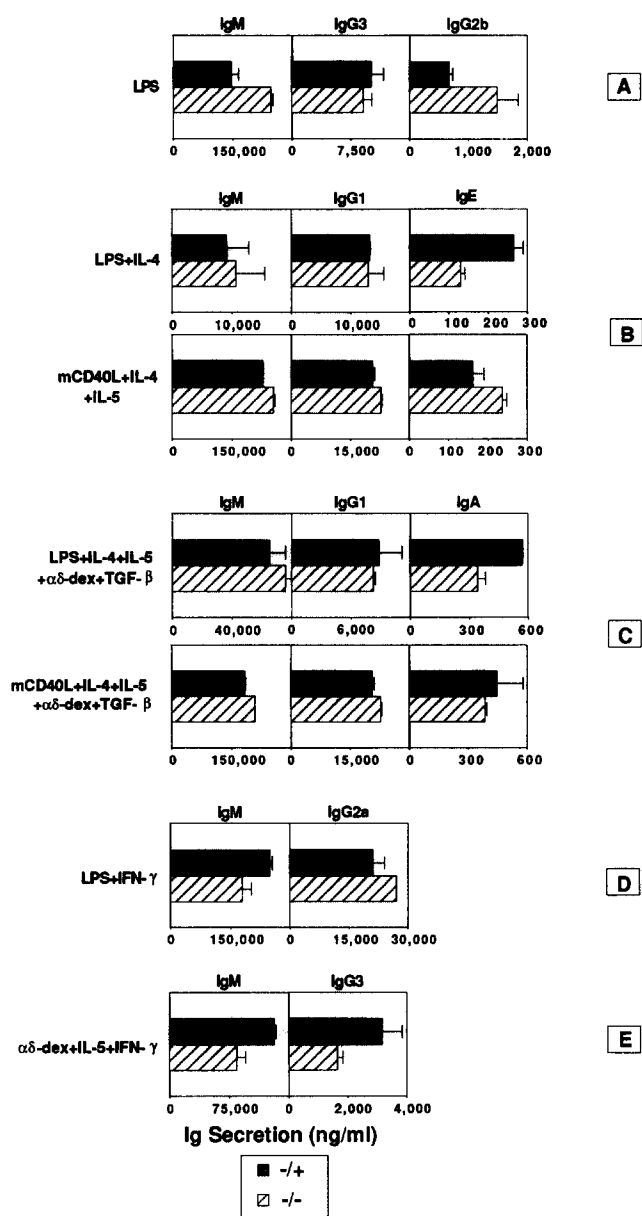 IgM IgG3 IgG2b
LPS
A
0 150,000 0 7,500 0 1,000 2,000
IgM IgG1 IgE
LPS+IL-4
0 10,000 0 10,000 0 100 200 300
B
mCD40L+IL-4
+IL-5
0 150,000 0 15,000 0 100 200 300
IgM IgG1 IgA
LPS+IL-4+IL-5
+αδ-dex+TGF-β
0 40,000 0 6,000 0 300 600
C
mCD40L+IL-4+IL-5
+αδ-dex+TGF-β
0 150,000 0 15,000 0 300 600
IgM IgG2a
LPS+IFN-γ
D
0 150,000 0 15,000 30,000
IgM IgG3
αδ-dex+IL-5+IFN-γ
E
0 75,000 0 2,000 4,000
Ig Secretion (ng/ml)
-/+
-/-